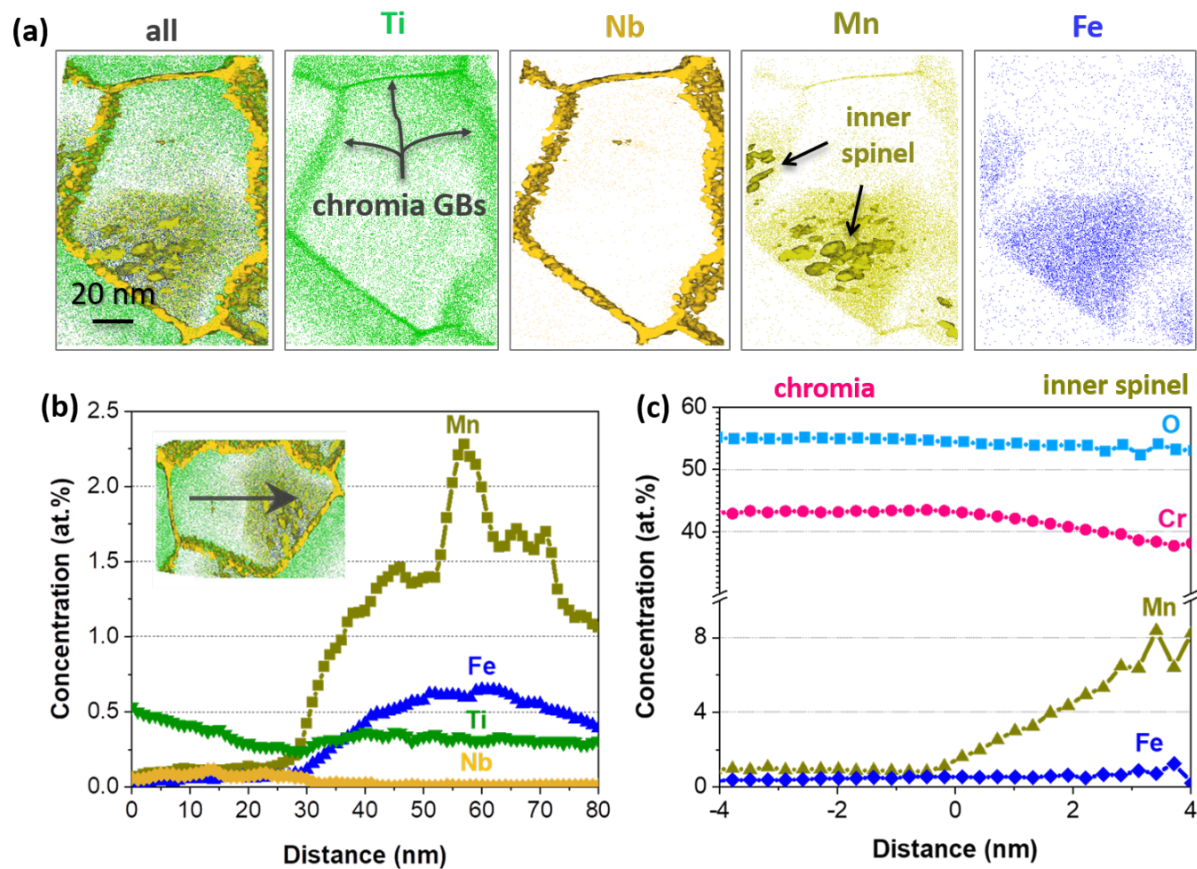 (a)
all
Ti
Nb
Mn
Fe
chromia GBs
inner
spinel
20 nm
(b)
2.5
2.0
1.5
1.0
0.5
0.0
Concentration (at.%)
Mn
Fe
Ti
Nb
0 10 20 30 40 50 60 70 80
Distance (nm)
(c)
chromia
inner spinel
60
50
40
8
4
0
Concentration (at.%)
O
Cr
Mn
Fe
-4 -2 0 2 4
Distance (nm)